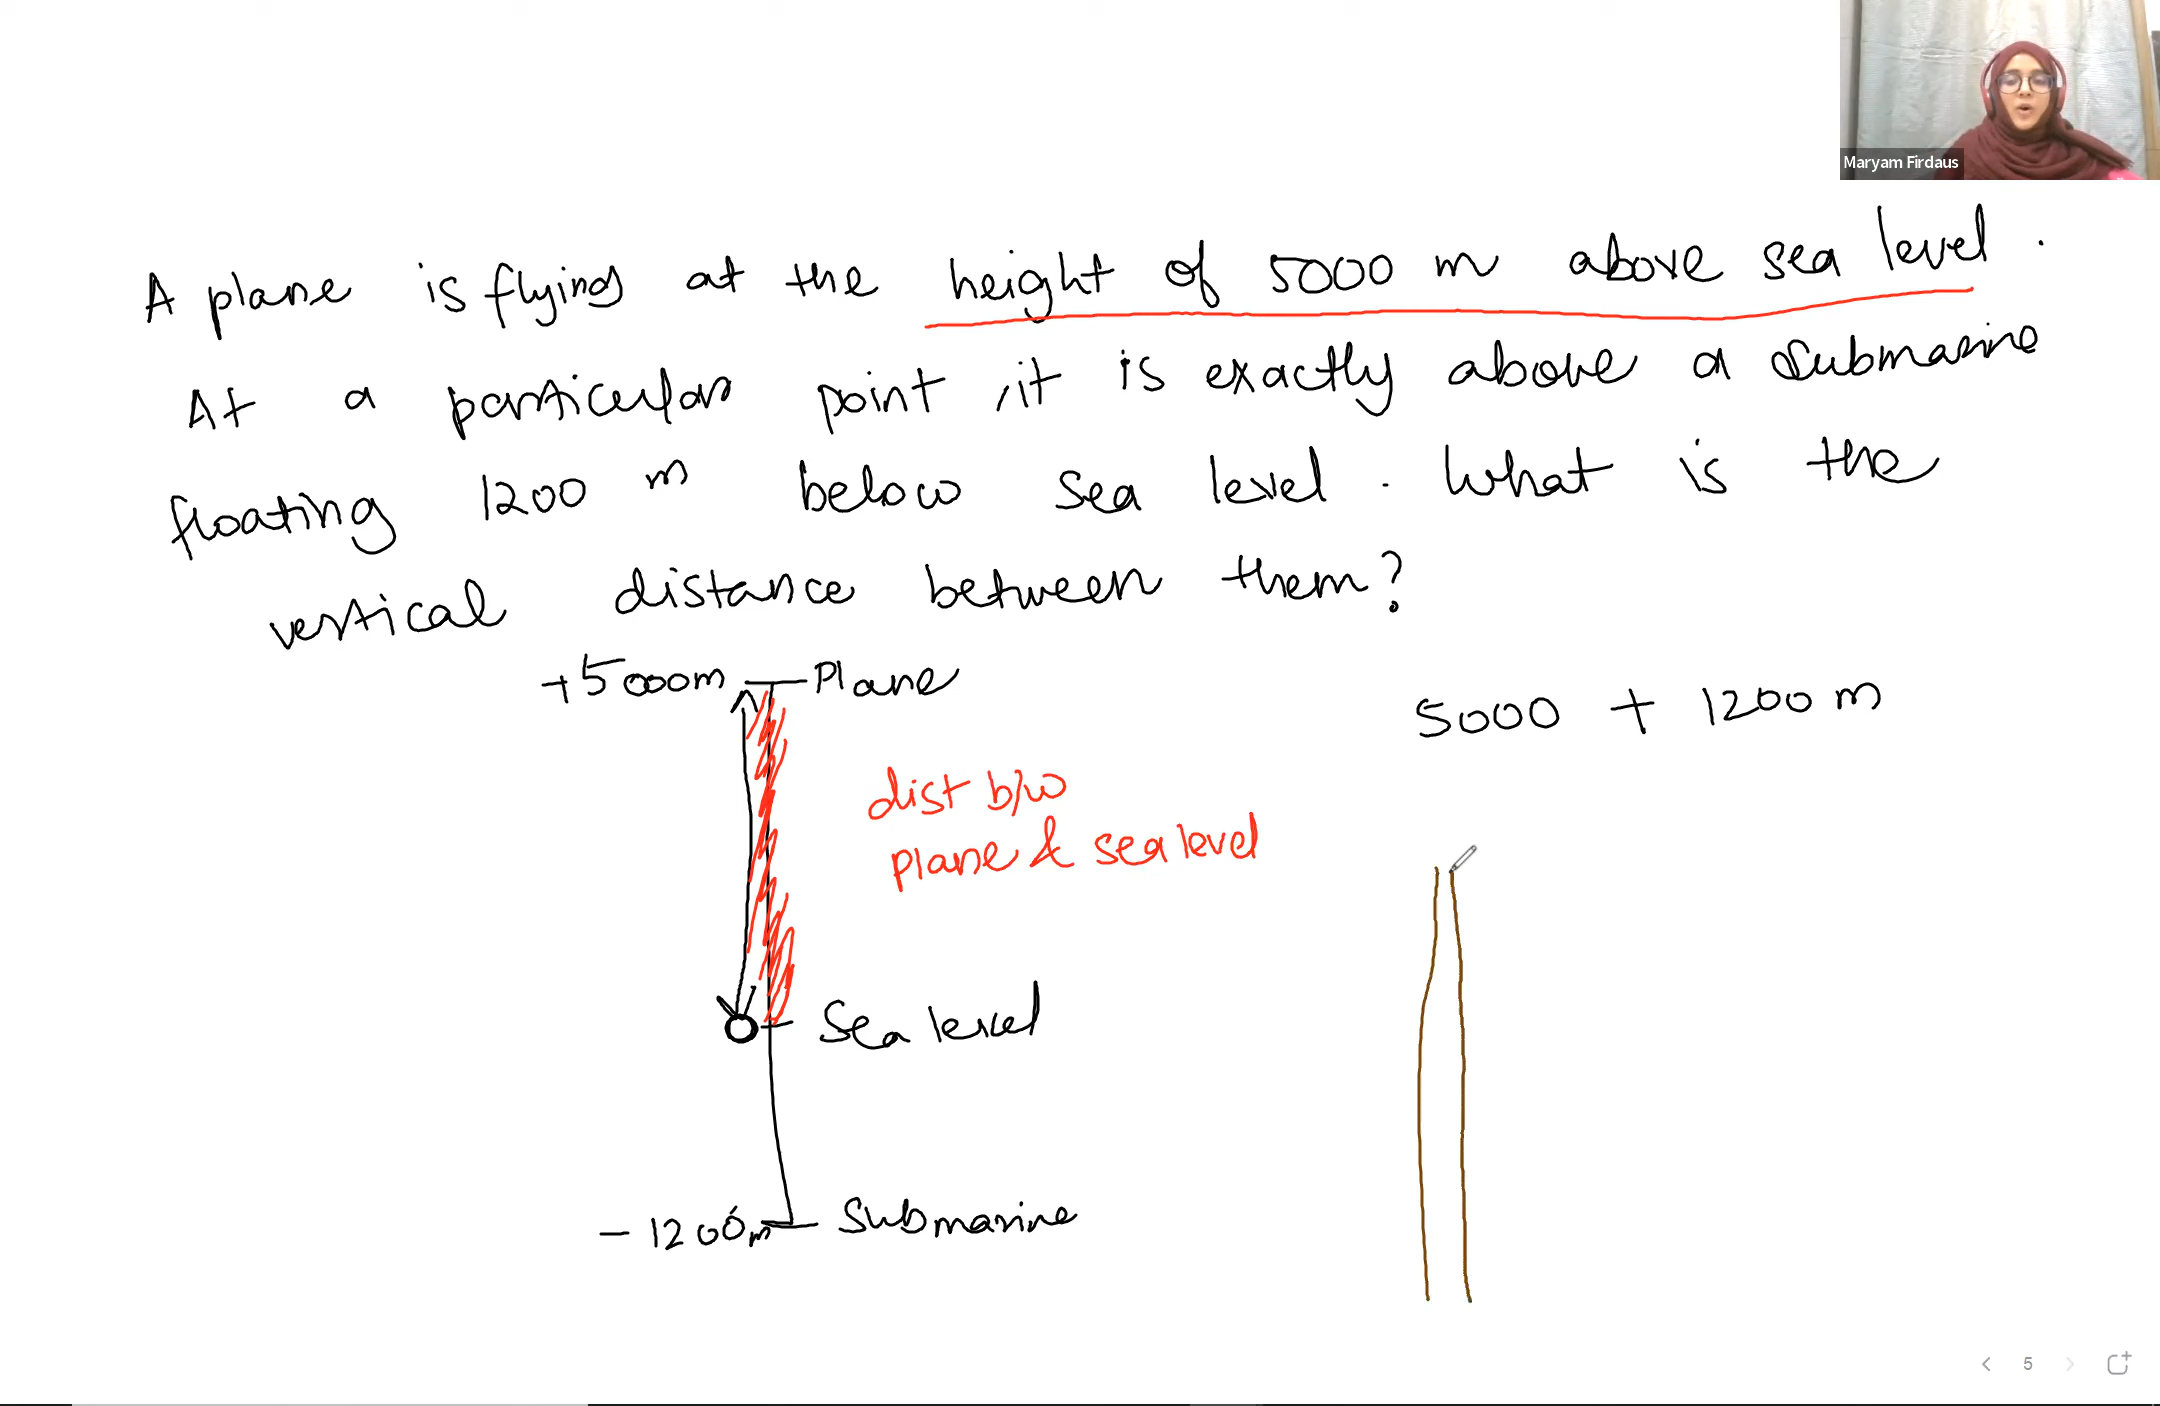 Maryam Firdaus
A plane is flying at the height of 5000 m above sea level.
At a particular point, it is exactly above a submarine
floating 1200 m below sea level. What is the
vertical distance between them?
+5000m Plane
5000 + 1200 m
dist b/w
plane & sea level
Sea level
- 1200m Submarine
5